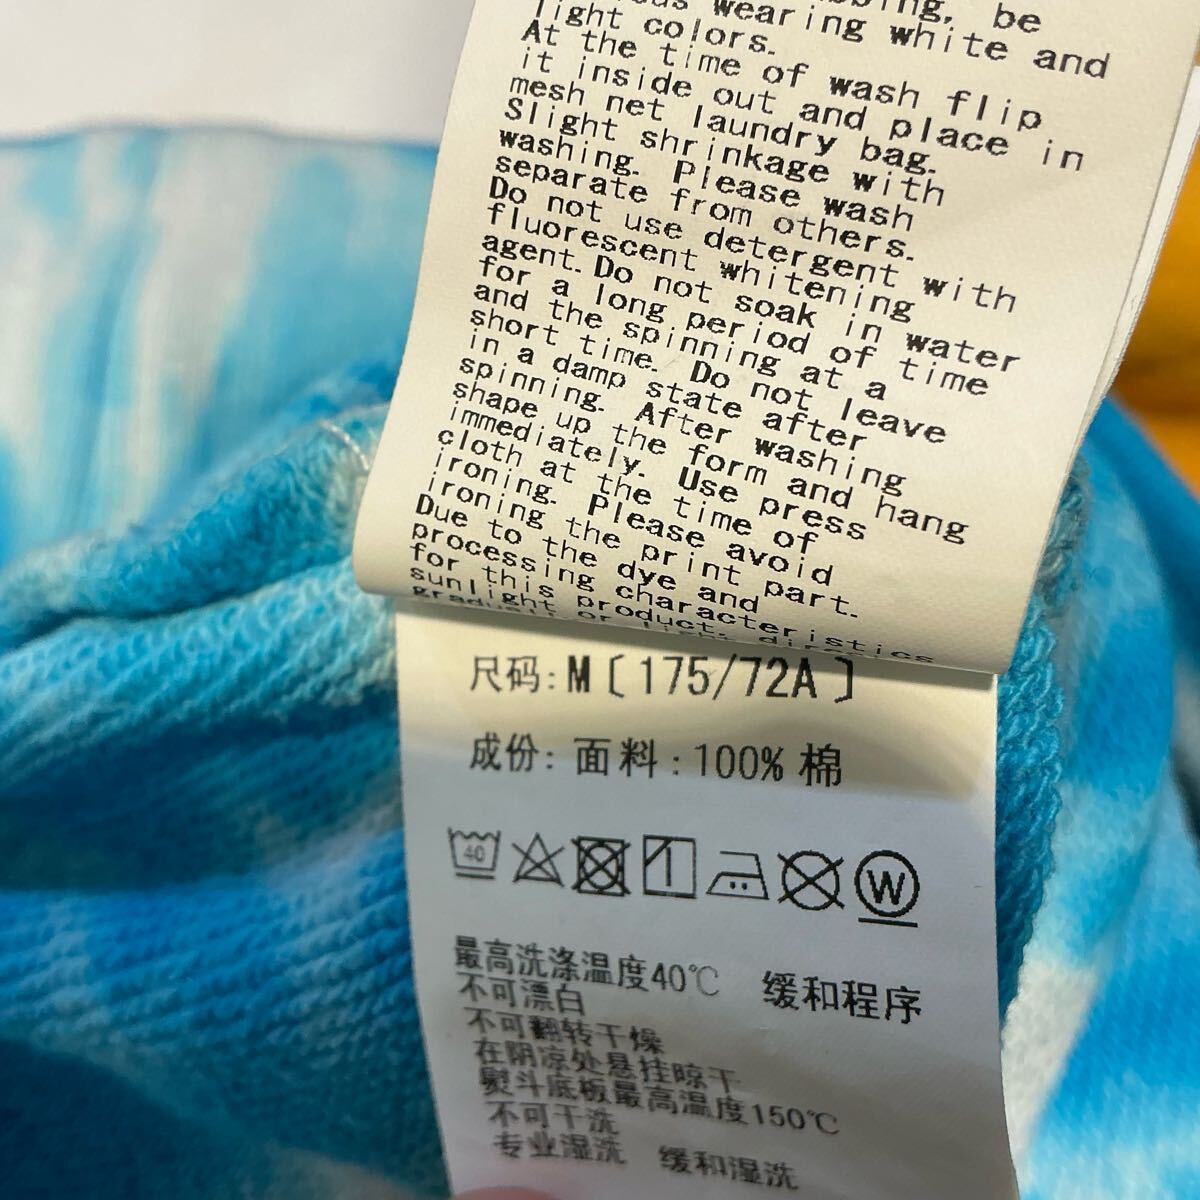 bing, be
wearing white and
light colors.
At the time of wash flip
it inside out and place in
mesh net laundry bag.
Slight shrinkage with
washing. Please wash
separate from others.
Do not use detergent with
fluorescent whitening
agent. Do not soak in water
for a long period of time
and the spinning at a
short time. Do not leave
in a damp state after
spinning. After washing
shape up the form and hang
immediately. Use press
cloth at the time of
ironing. Please avoid
ironing the print part.
Due to the dye and
processing characteristics
for this product,
sunlight or light
尺码: M〔175/72A〕
成份: 面料: 100% 棉
40
W
最高洗涤温度40℃ 缓和程序
不可漂白
不可翻转干燥
在阴凉处悬挂晾干
熨斗底板最高温度150℃
不可干洗
专业湿洗 缓和湿洗